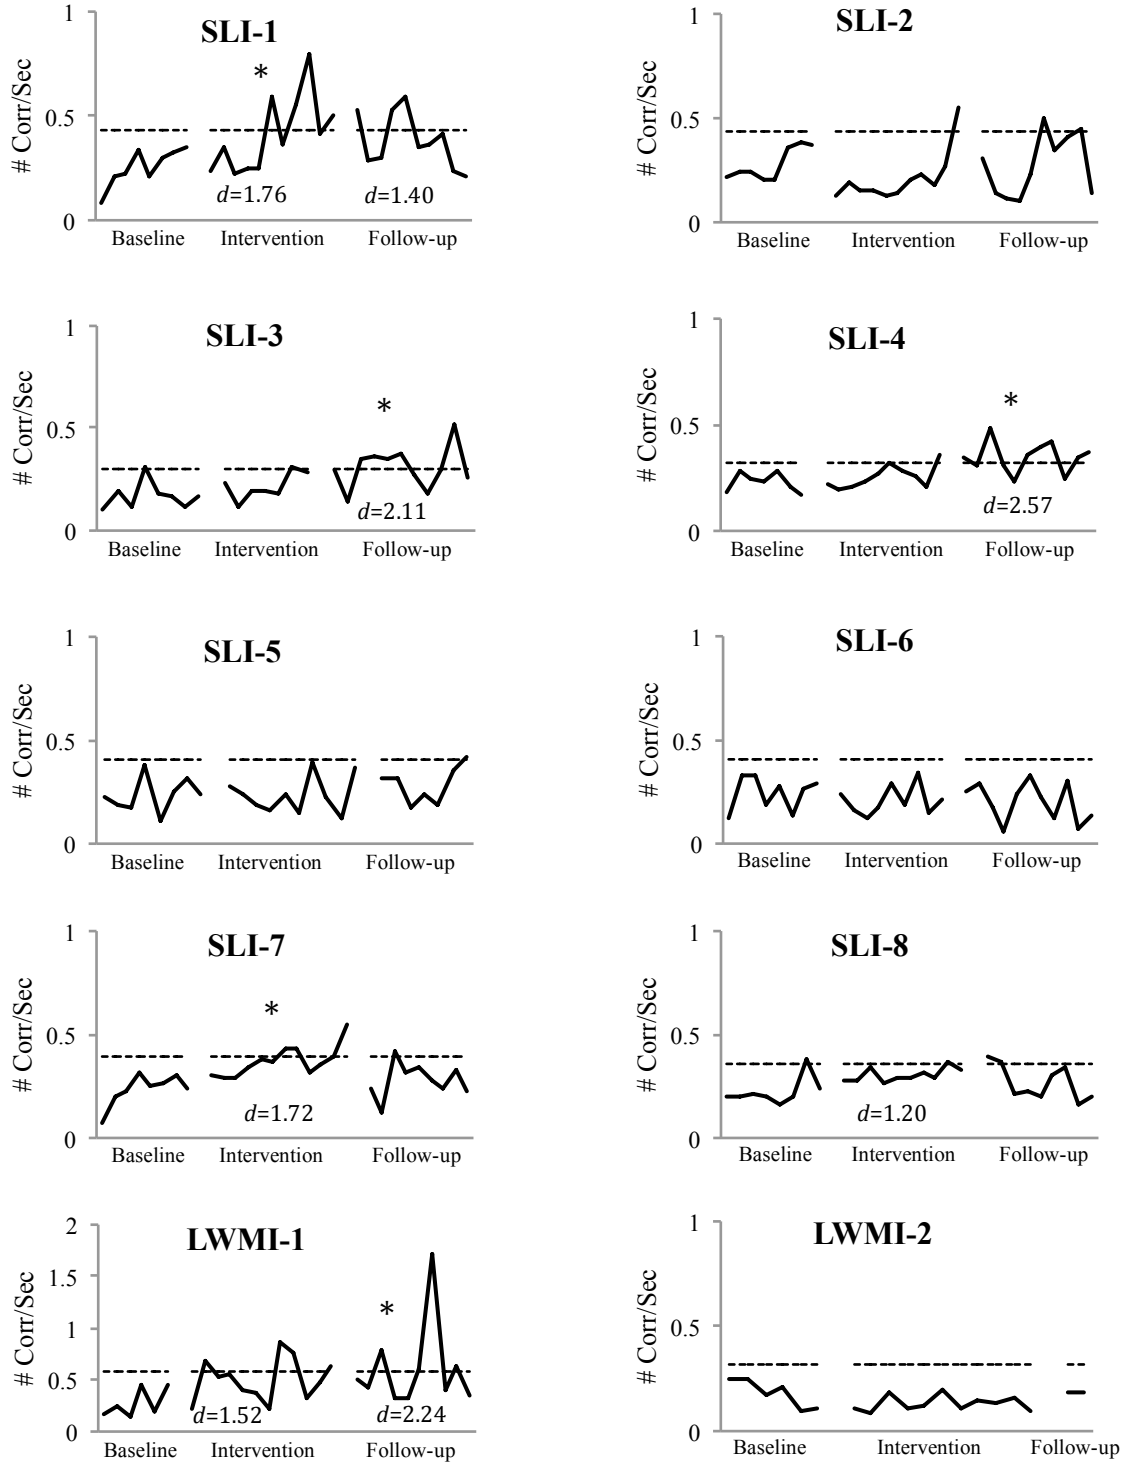 SLI-1
# Corr/Sec
1
0.5
0
*
d=1.76
d=1.40
Baseline Intervention Follow-up
SLI-2
# Corr/Sec
1
0.5
0
Baseline Intervention Follow-up
SLI-3
# Corr/Sec
1
0.5
0
*
d=2.11
Baseline Intervention Follow-up
SLI-4
# Corr/Sec
1
0.5
0
*
d=2.57
Baseline Intervention Follow-up
SLI-5
# Corr/Sec
1
0.5
0
Baseline Intervention Follow-up
SLI-6
# Corr/Sec
1
0.5
0
Baseline Intervention Follow-up
SLI-7
# Corr/Sec
1
0.5
0
*
d=1.72
Baseline Intervention Follow-up
SLI-8
# Corr/Sec
1
0.5
0
d=1.20
Baseline Intervention Follow-up
LWMI-1
# Corr/Sec
2
1.5
1
0.5
0
*
d=1.52
d=2.24
Baseline Intervention Follow-up
LWMI-2
# Corr/Sec
1
0.5
0
Baseline Intervention Follow-up